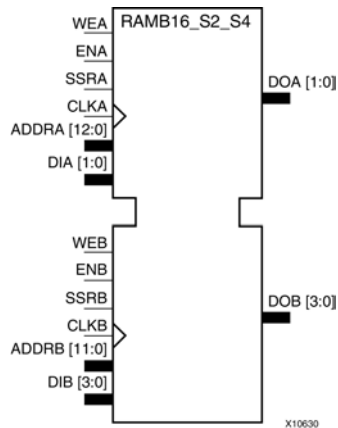 RAMB16_S2_S4
WEA
ENA
SSRA
CLKA
ADDRA [12:0]
DIA [1:0]
DOA [1:0]
WEB
ENB
SSRB
CLKB
ADDRB [11:0]
DIB [3:0]
DOB [3:0]
X10630